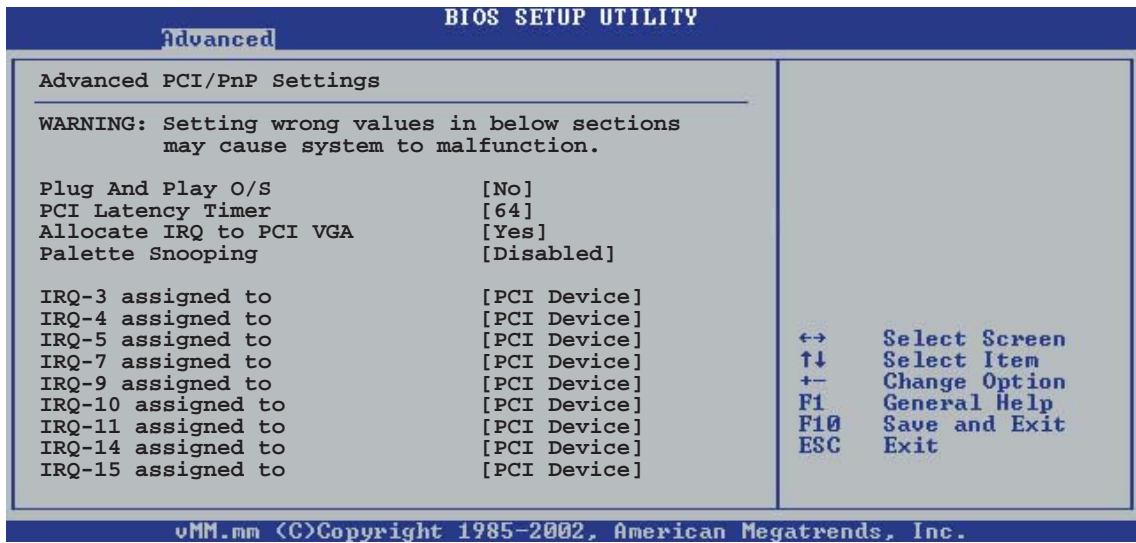 BIOS SETUP UTILITY
Advanced
Advanced PCI/PnP Settings
WARNING: Setting wrong values in below sections
may cause system to malfunction.
Plug And Play O/S [No]
PCI Latency Timer [64]
Allocate IRQ to PCI VGA [Yes]
Palette Snooping [Disabled]
IRQ-3 assigned to [PCI Device]
IRQ-4 assigned to [PCI Device]
IRQ-5 assigned to [PCI Device]
IRQ-7 assigned to [PCI Device]
IRQ-9 assigned to [PCI Device]
IRQ-10 assigned to [PCI Device]
IRQ-11 assigned to [PCI Device]
IRQ-14 assigned to [PCI Device]
IRQ-15 assigned to [PCI Device]
←→ Select Screen
↑↓ Select Item
+- Change Option
F1 General Help
F10 Save and Exit
ESC Exit
vMM.mm (C)Copyright 1985-2002, American Megatrends, Inc.